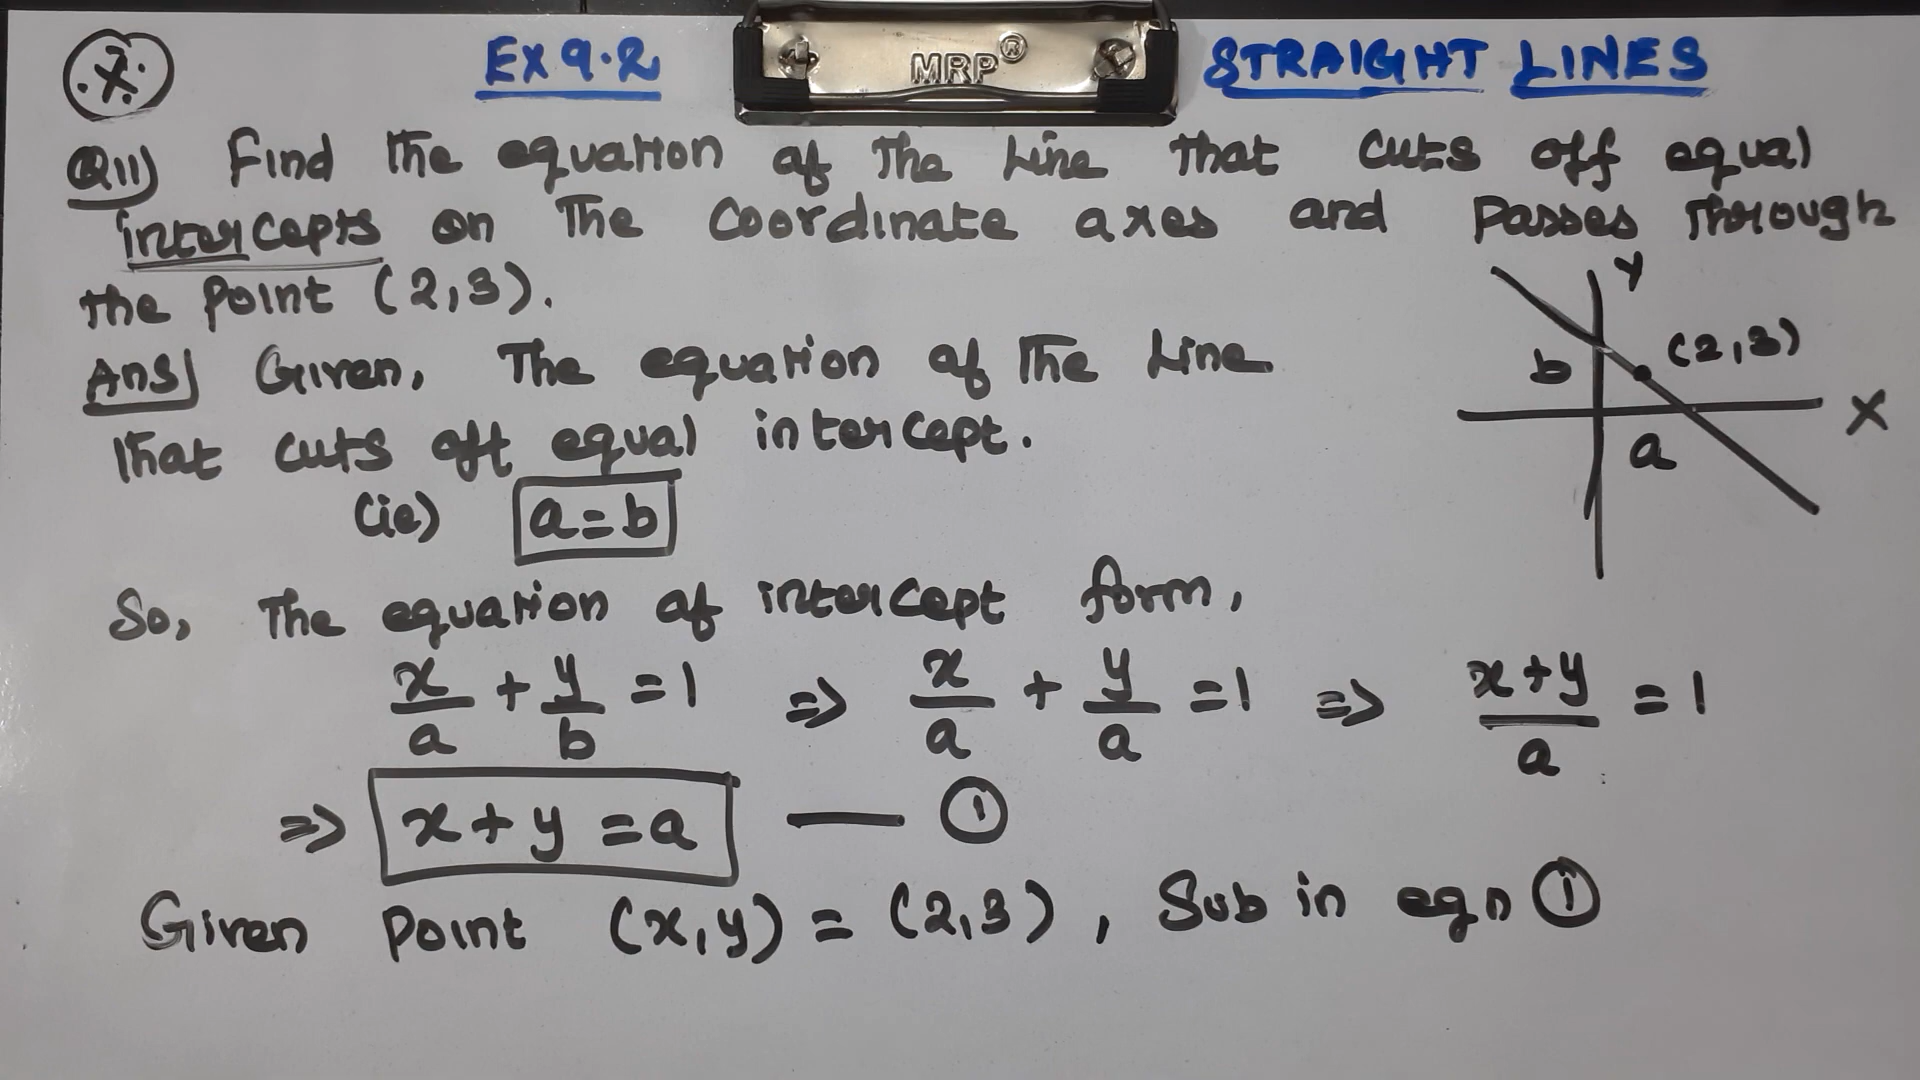 EX 9.2
MRP®
STRAIGHT LINES
Q11) Find the equation of the Line that cuts off equal
intercepts on the coordinate axes and passes through
the point (2,3).
Ans) Given, The equation of the Line
that cuts off equal intercept.
(ie) a=b
So, The equation of intercept form,
x/a + y/b = 1 => x/a + y/a = 1 => x+y/a = 1
=> x+y=a — ①
Given point (x,y) = (2,3), Sub in eqn ①
Y
(2,3)
b
X
a